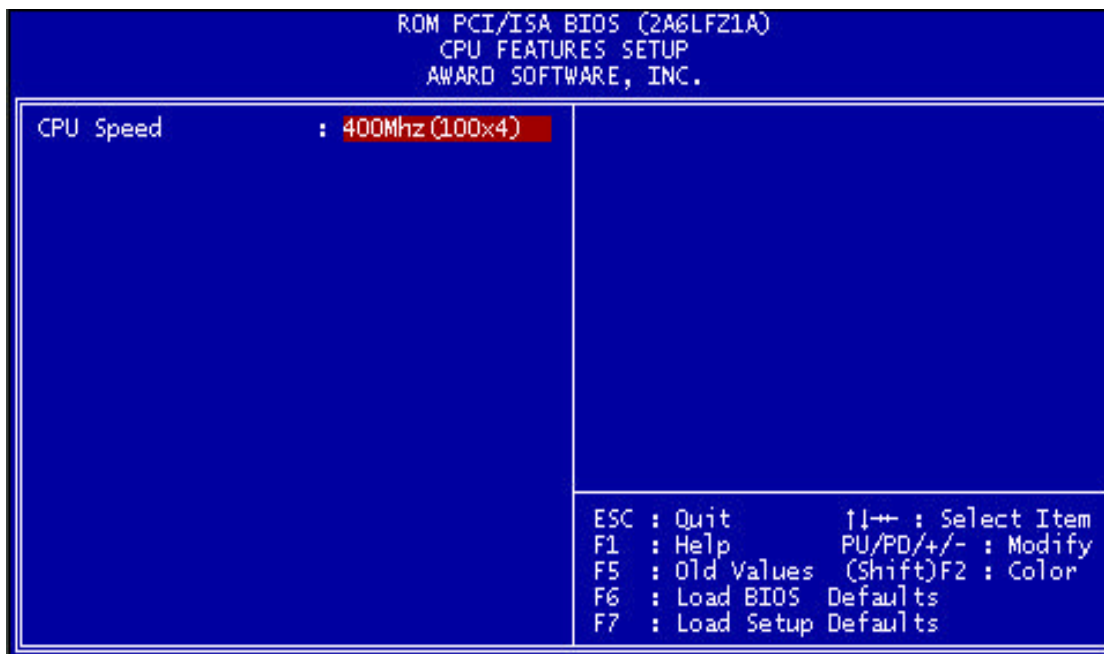 ROM PCI/ISA BIOS (2A6LFZ1A)
CPU FEATURES SETUP
AWARD SOFTWARE, INC.
CPU Speed : 400Mhz(100x4)
ESC : Quit ↑↓→← : Select Item
F1 : Help PU/PD/+/- : Modify
F5 : Old Values (Shift)F2 : Color
F6 : Load BIOS Defaults
F7 : Load Setup Defaults